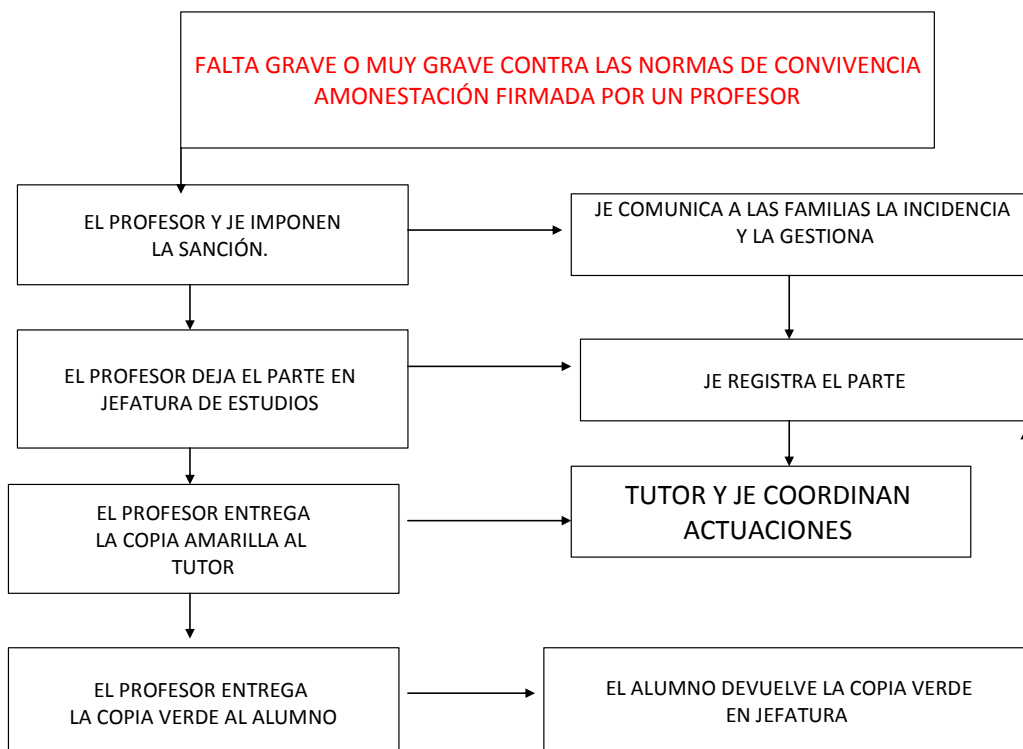 FALTA GRAVE O MUY GRAVE CONTRA LAS NORMAS DE CONVIVENCIA
AMONESTACIÓN FIRMADA POR UN PROFESOR
EL PROFESOR Y JE IMPONEN
LA SANCIÓN.
JE COMUNICA A LAS FAMILIAS LA INCIDENCIA
Y LA GESTIONA
EL PROFESOR DEJA EL PARTE EN
JEFATURA DE ESTUDIOS
JE REGISTRA EL PARTE
EL PROFESOR ENTREGA
LA COPIA AMARILLA AL
TUTOR
TUTOR Y JE COORDINAN
ACTUACIONES
EL PROFESOR ENTREGA
LA COPIA VERDE AL ALUMNO
EL ALUMNO DEVUELVE LA COPIA VERDE
EN JEFATURA